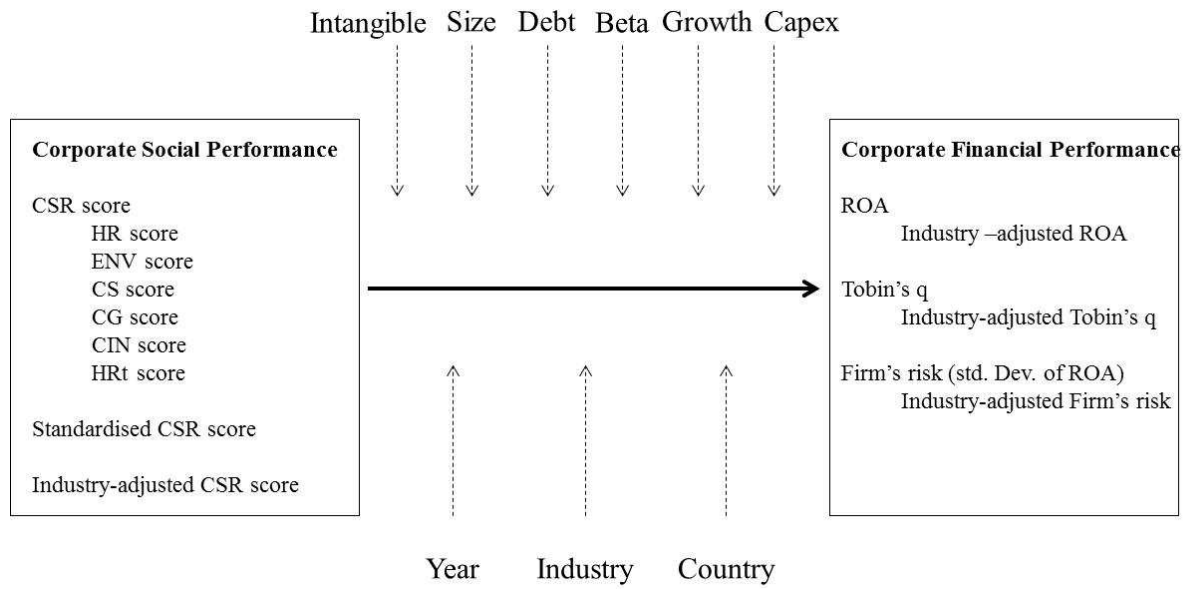 Intangible Size Debt Beta Growth Capex
Corporate Social Performance
CSR score
HR score
ENV score
CS score
CG score
CIN score
HRt score
Standardised CSR score
Industry-adjusted CSR score
Corporate Financial Performance
ROA
Industry –adjusted ROA
Tobin’s q
Industry-adjusted Tobin’s q
Firm’s risk (std. Dev. of ROA)
Industry-adjusted Firm’s risk
Year Industry Country